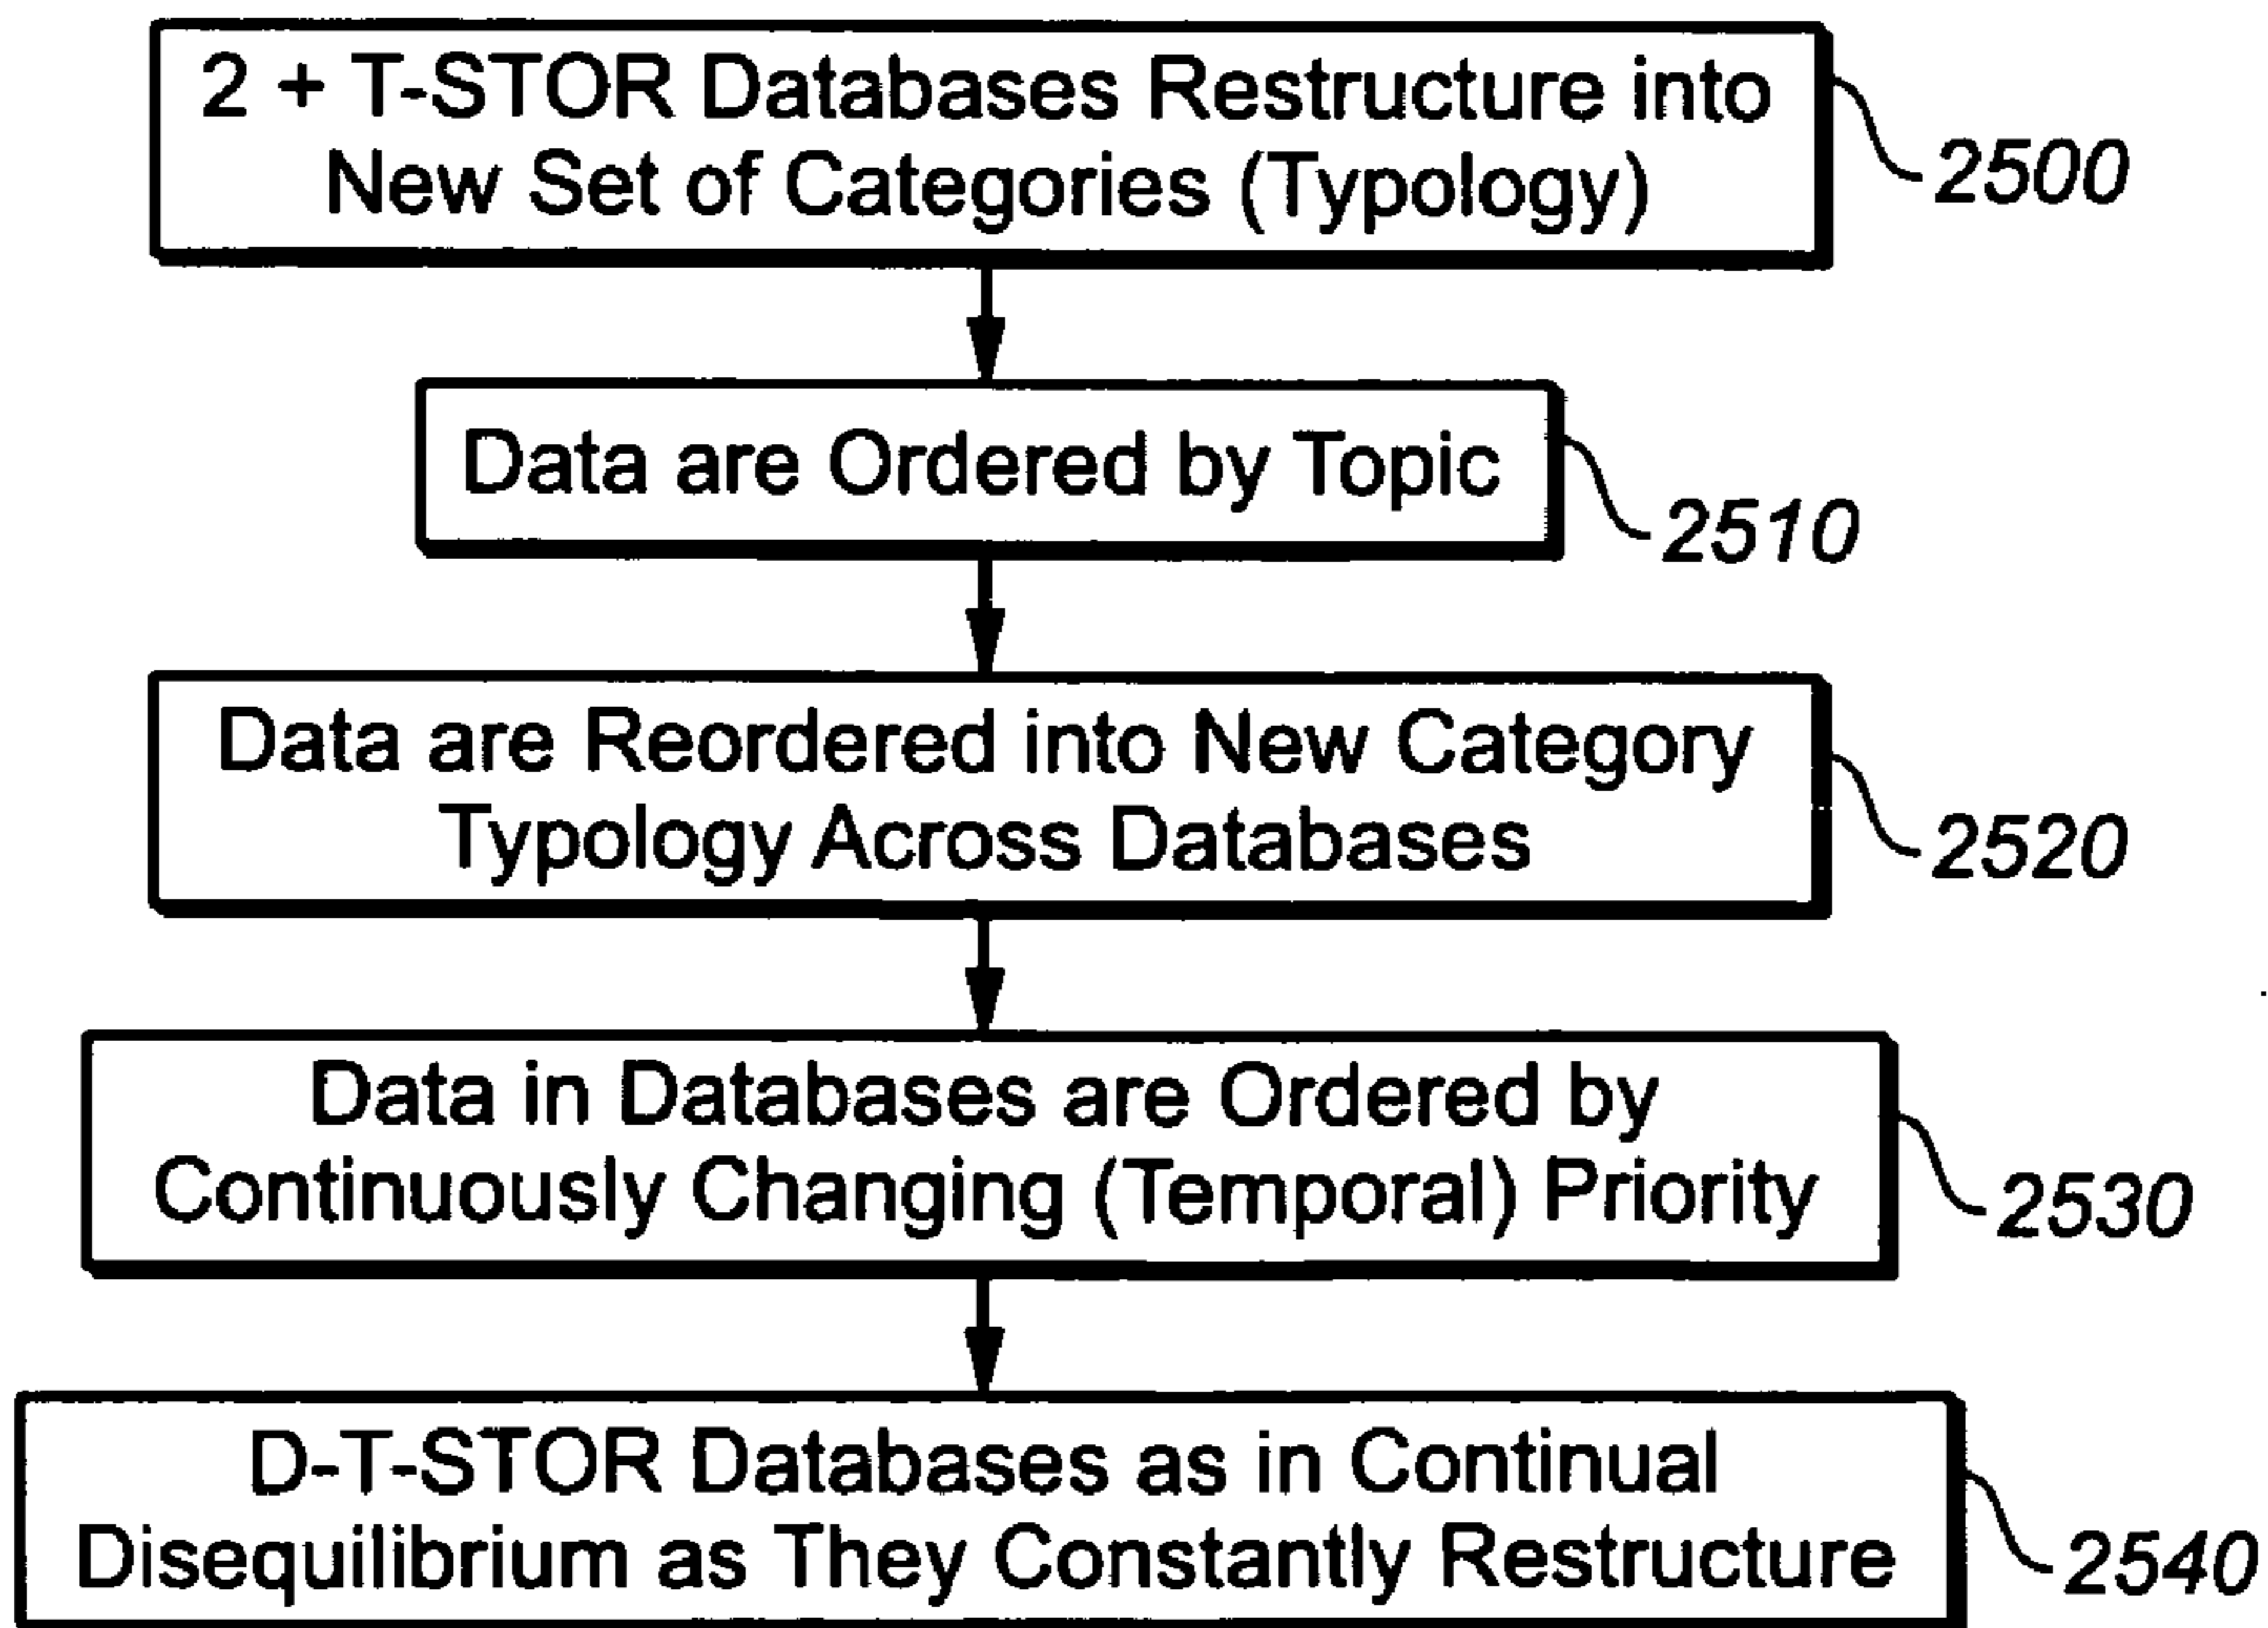 2 + T-STOR Databases Restructure into
New Set of Categories (Typology)
2500
Data are Ordered by Topic
2510
Data are Reordered into New Category
Typology Across Databases
2520
Data in Databases are Ordered by
Continuously Changing (Temporal) Priority
2530
D-T-STOR Databases as in Continual
Disequilibrium as They Constantly Restructure
2540